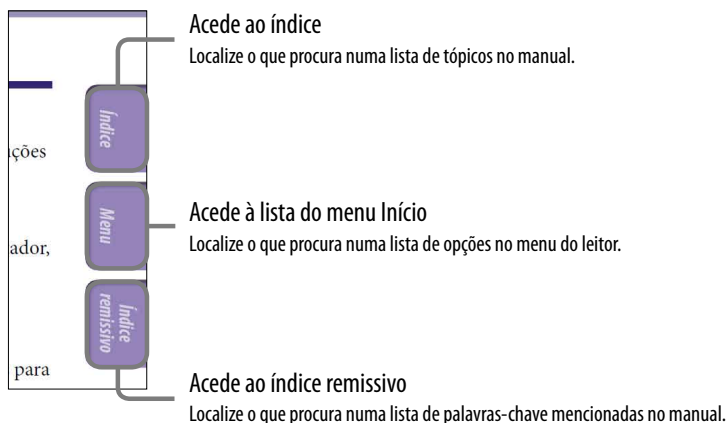 Acede ao índice
Localize o que procura numa lista de tópicos no manual.
Índice
ções
Acede à lista do menu Início
Localize o que procura numa lista de opções no menu do leitor.
Menu
ador,
Índice
remissivo
para
Acede ao índice remissivo
Localize o que procura numa lista de palavras-chave mencionadas no manual.